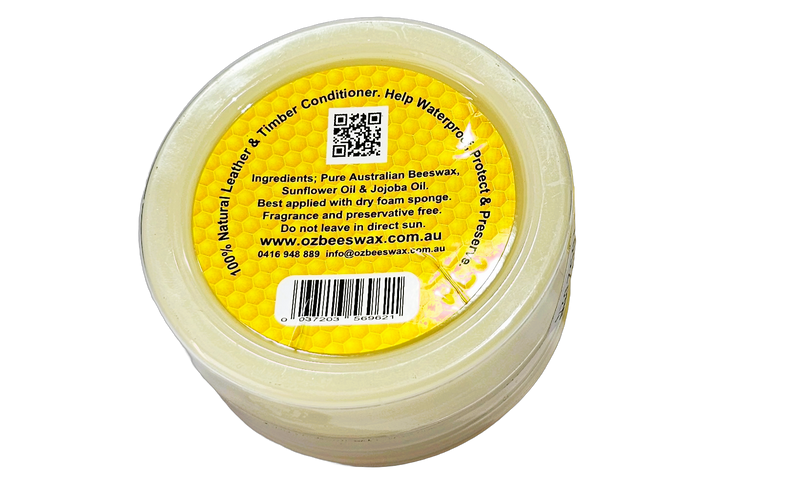 100% Natural Leather & Timber Conditioner. Help Waterproof, Protect & Preserve.
Ingredients; Pure Australian Beeswax,
Sunflower Oil & Jojoba Oil.
Best applied with dry foam sponge.
Fragrance and preservative free.
Do not leave in direct sun.
www.ozbeeswax.com.au
0416 948 889 info@ozbeeswax.com.au
0 937203 569621